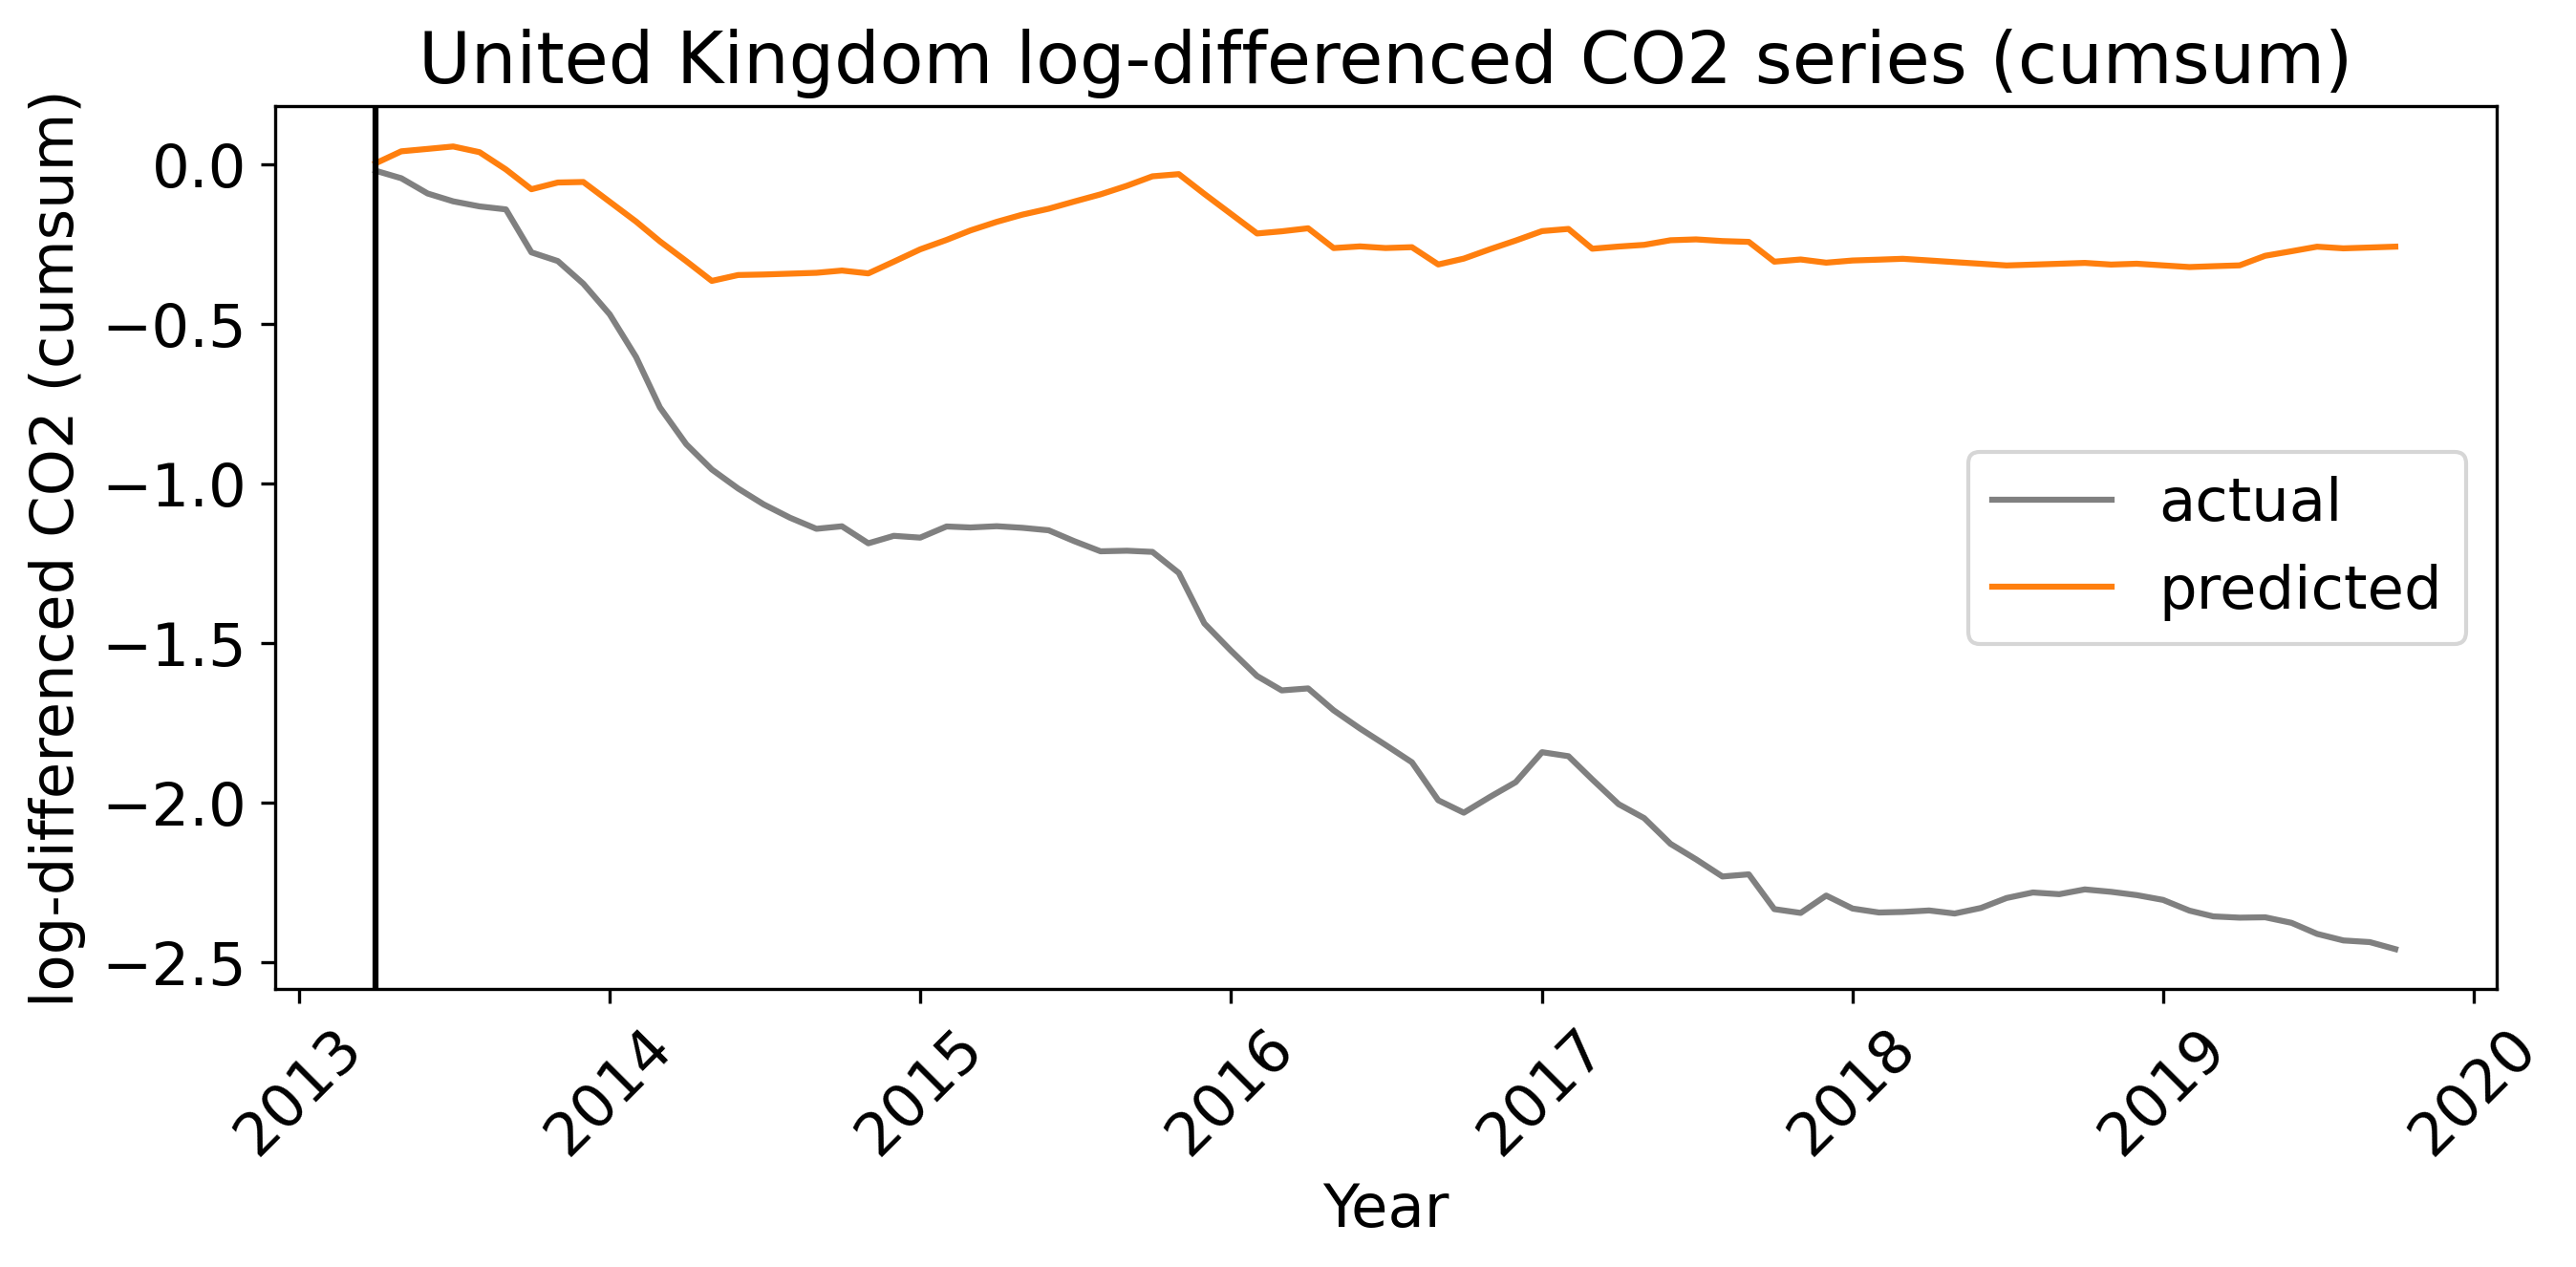 United Kingdom log-differenced CO2 series (cumsum)
log-differenced CO2 (cumsum)
0.0
−0.5
−1.0
−1.5
−2.0
−2.5
actual
predicted
2013
2014
2015
2016
2017
2018
2019
2020
Year